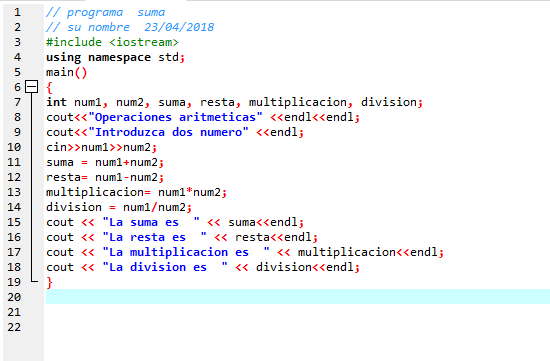 1 // programa  suma
2 // su nombre  23/04/2018
3 #include <iostream>
4 using namespace std;
5 main()
6 {
7 int num1, num2, suma, resta, multiplicacion, division;
8 cout<<"Operaciones aritmeticas" <<endl<<endl;
9 cout<<"Introduzca dos numero" <<endl;
10 cin>>num1>>num2;
11 suma = num1+num2;
12 resta= num1-num2;
13 multiplicacion= num1*num2;
14 division = num1/num2;
15 cout << "La suma es  " << suma<<endl;
16 cout << "La resta es  " << resta<<endl;
17 cout << "La multiplicacion es  " << multiplicacion<<endl;
18 cout << "La division es  " << division<<endl;
19 }
20
21
22